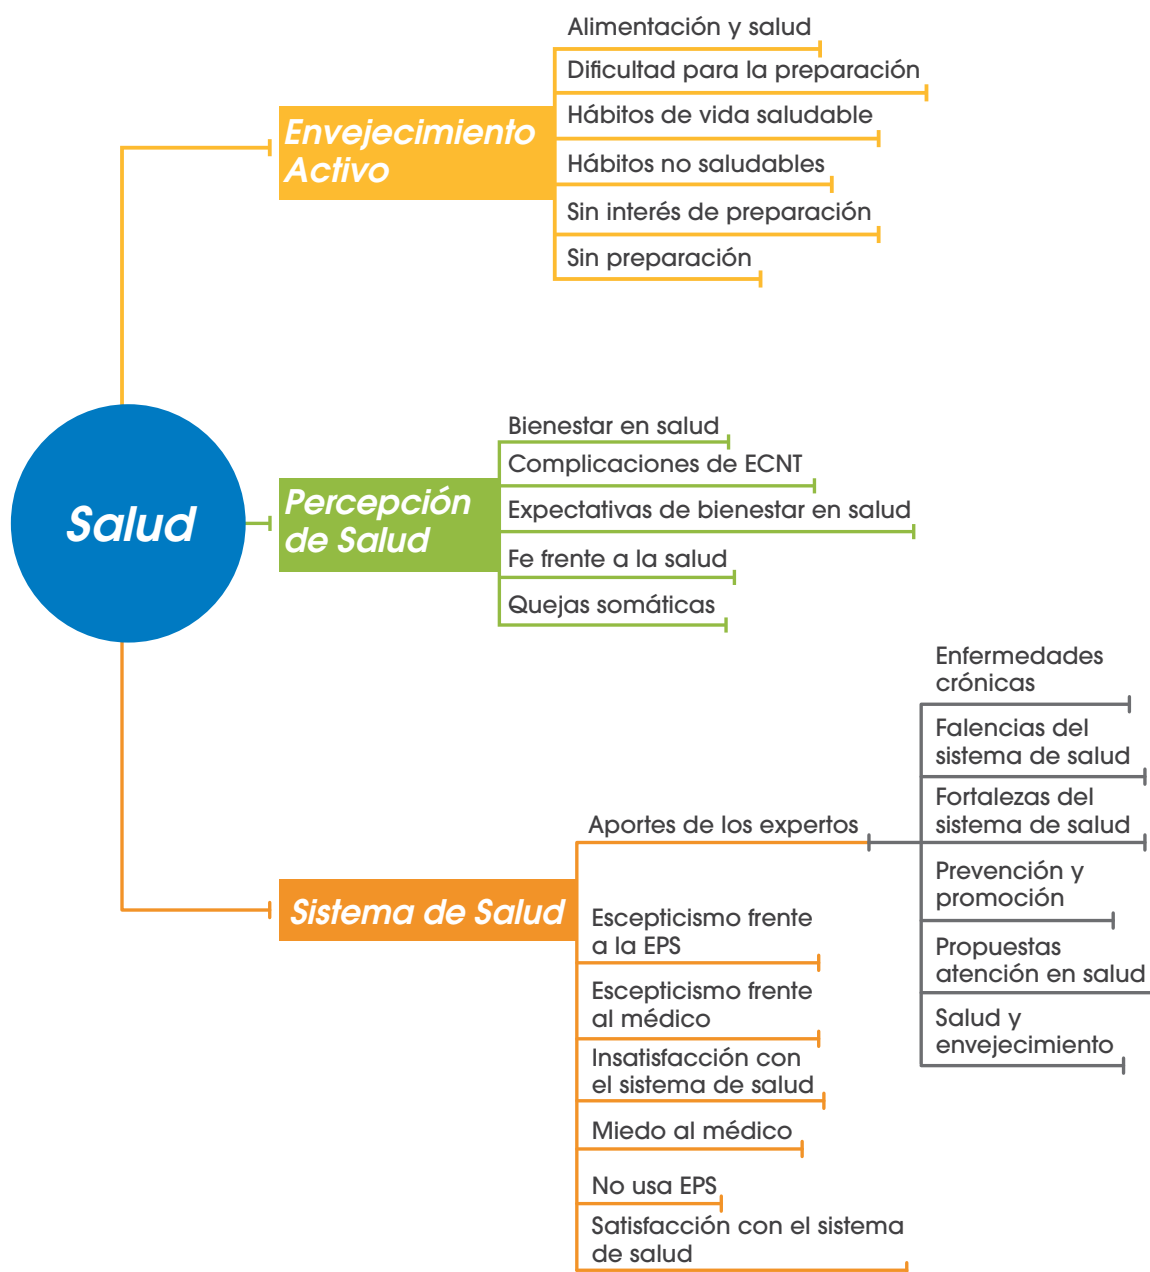 Alimentación y salud
Dificultad para la preparación
Hábitos de vida saludable
Hábitos no saludables
Sin interés de preparación
Sin preparación
Envejecimiento
Activo
Salud
Percepción
de Salud
Bienestar en salud
Complicaciones de ECNT
Expectativas de bienestar en salud
Fe frente a la salud
Quejas somáticas
Sistema de Salud
Aportes de los expertos
Enfermedades
crónicas
Falencias del
sistema de salud
Fortalezas del
sistema de salud
Prevención y
promoción
Propuestas
atención en salud
Salud y
envejecimiento
Escepticismo frente
a la EPS
Escepticismo frente
al médico
Insatisfacción con
el sistema de salud
Miedo al médico
No usa EPS
Satisfacción con el sistema
de salud